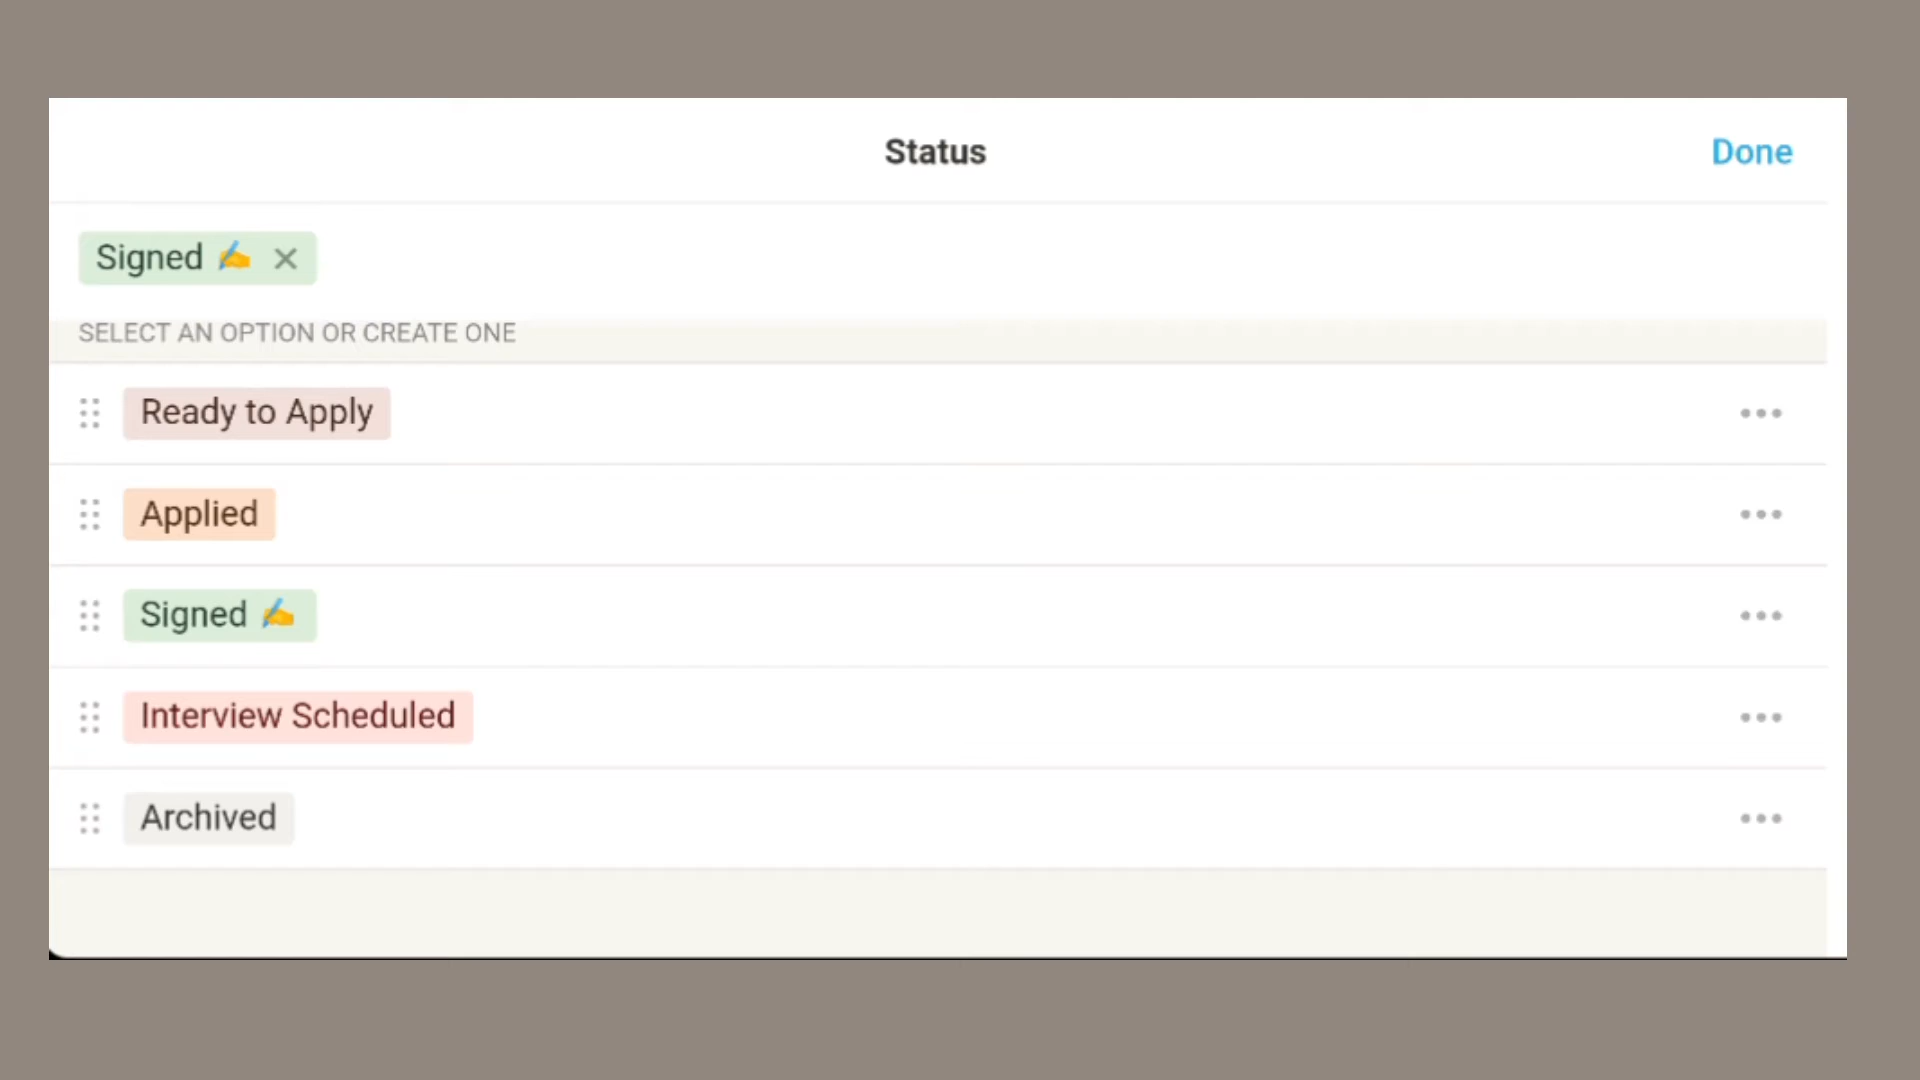 Status
Done
Signed ✍️
SELECT AN OPTION OR CREATE ONE
Ready to Apply
Applied
Signed ✍️
Interview Scheduled
Archived